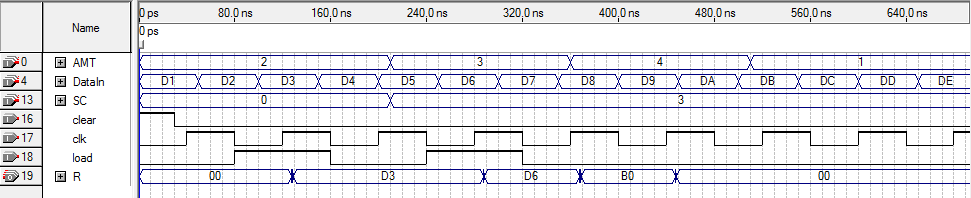 Name
0 ps 80.0 ns 160.0 ns 240.0 ns 320.0 ns 400.0 ns 480.0 ns 560.0 ns 640.0 ns
0 ps
0 AMT 2 3 4 1
4 DataIn D1 D2 D3 D4 D5 D6 D7 D8 D9 DA DB DC DD DE
13 SC 0 3
16 clear
17 clk
18 load
19 R 00 D3 D6 B0 00